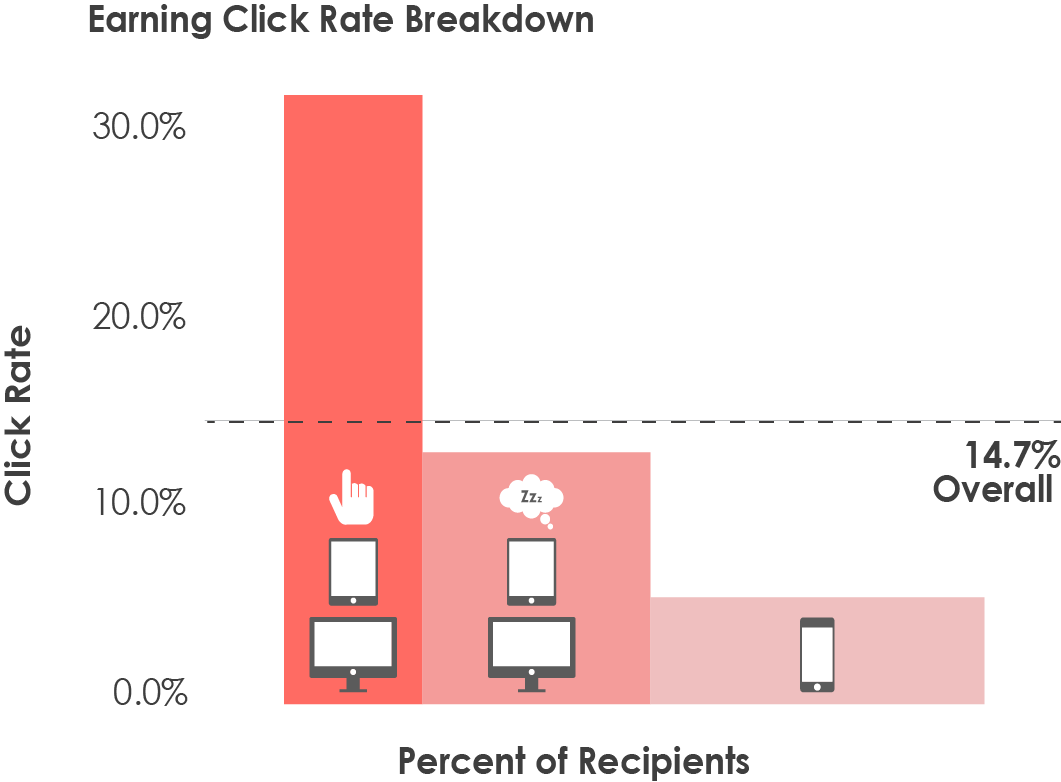 Earning Click Rate Breakdown
30.0%
20.0%
Click Rate
14.7%
Overall
10.0%
Zzz
0.0%
Percent of Recipients